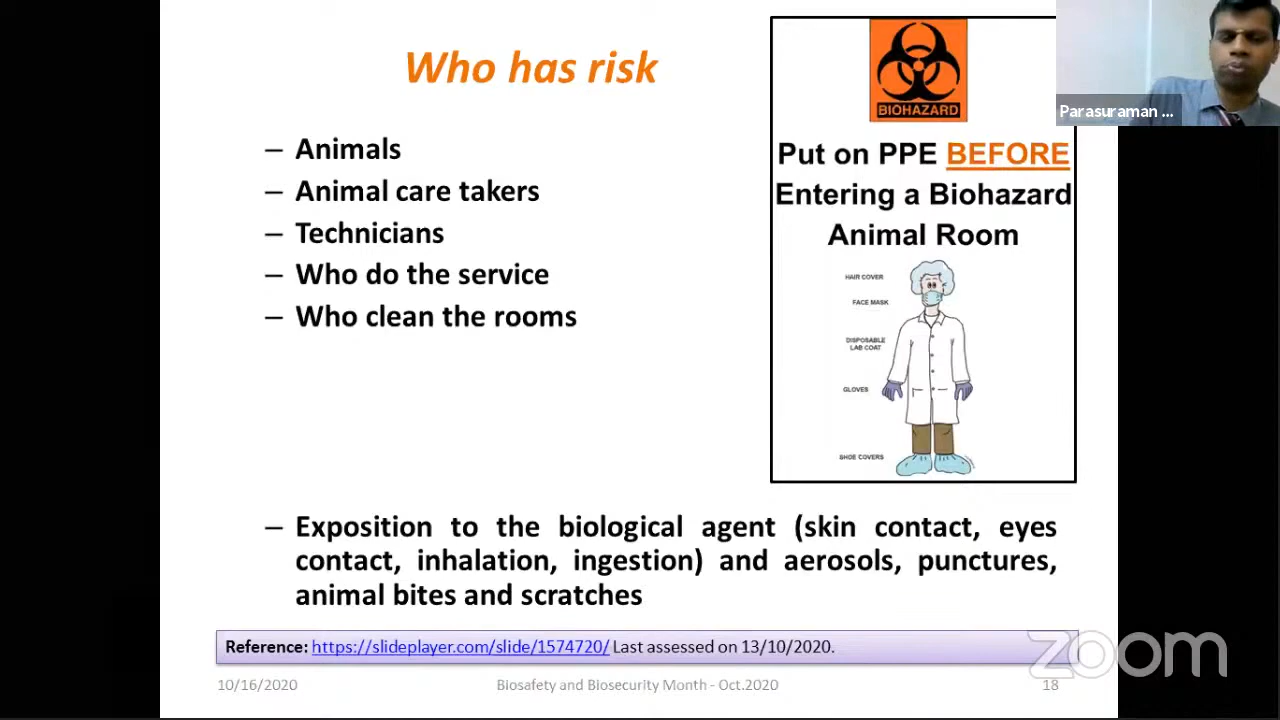 Who has risk
– Animals
– Animal care takers
– Technicians
– Who do the service
– Who clean the rooms
BIOHAZARD
Put on PPE BEFORE
Entering a Biohazard
Animal Room
HAIR COVER
FACE MASK
DISPOSABLE
LAB COAT
GLOVES
SHOE COVERS
– Exposition to the biological agent (skin contact, eyes
contact, inhalation, ingestion) and aerosols, punctures,
animal bites and scratches
Reference: https://slideplayer.com/slide/1574720/ Last assessed on 13/10/2020.
10/16/2020
Biosafety and Biosecurity Month - Oct.2020
18
Parasuraman ...
zoom